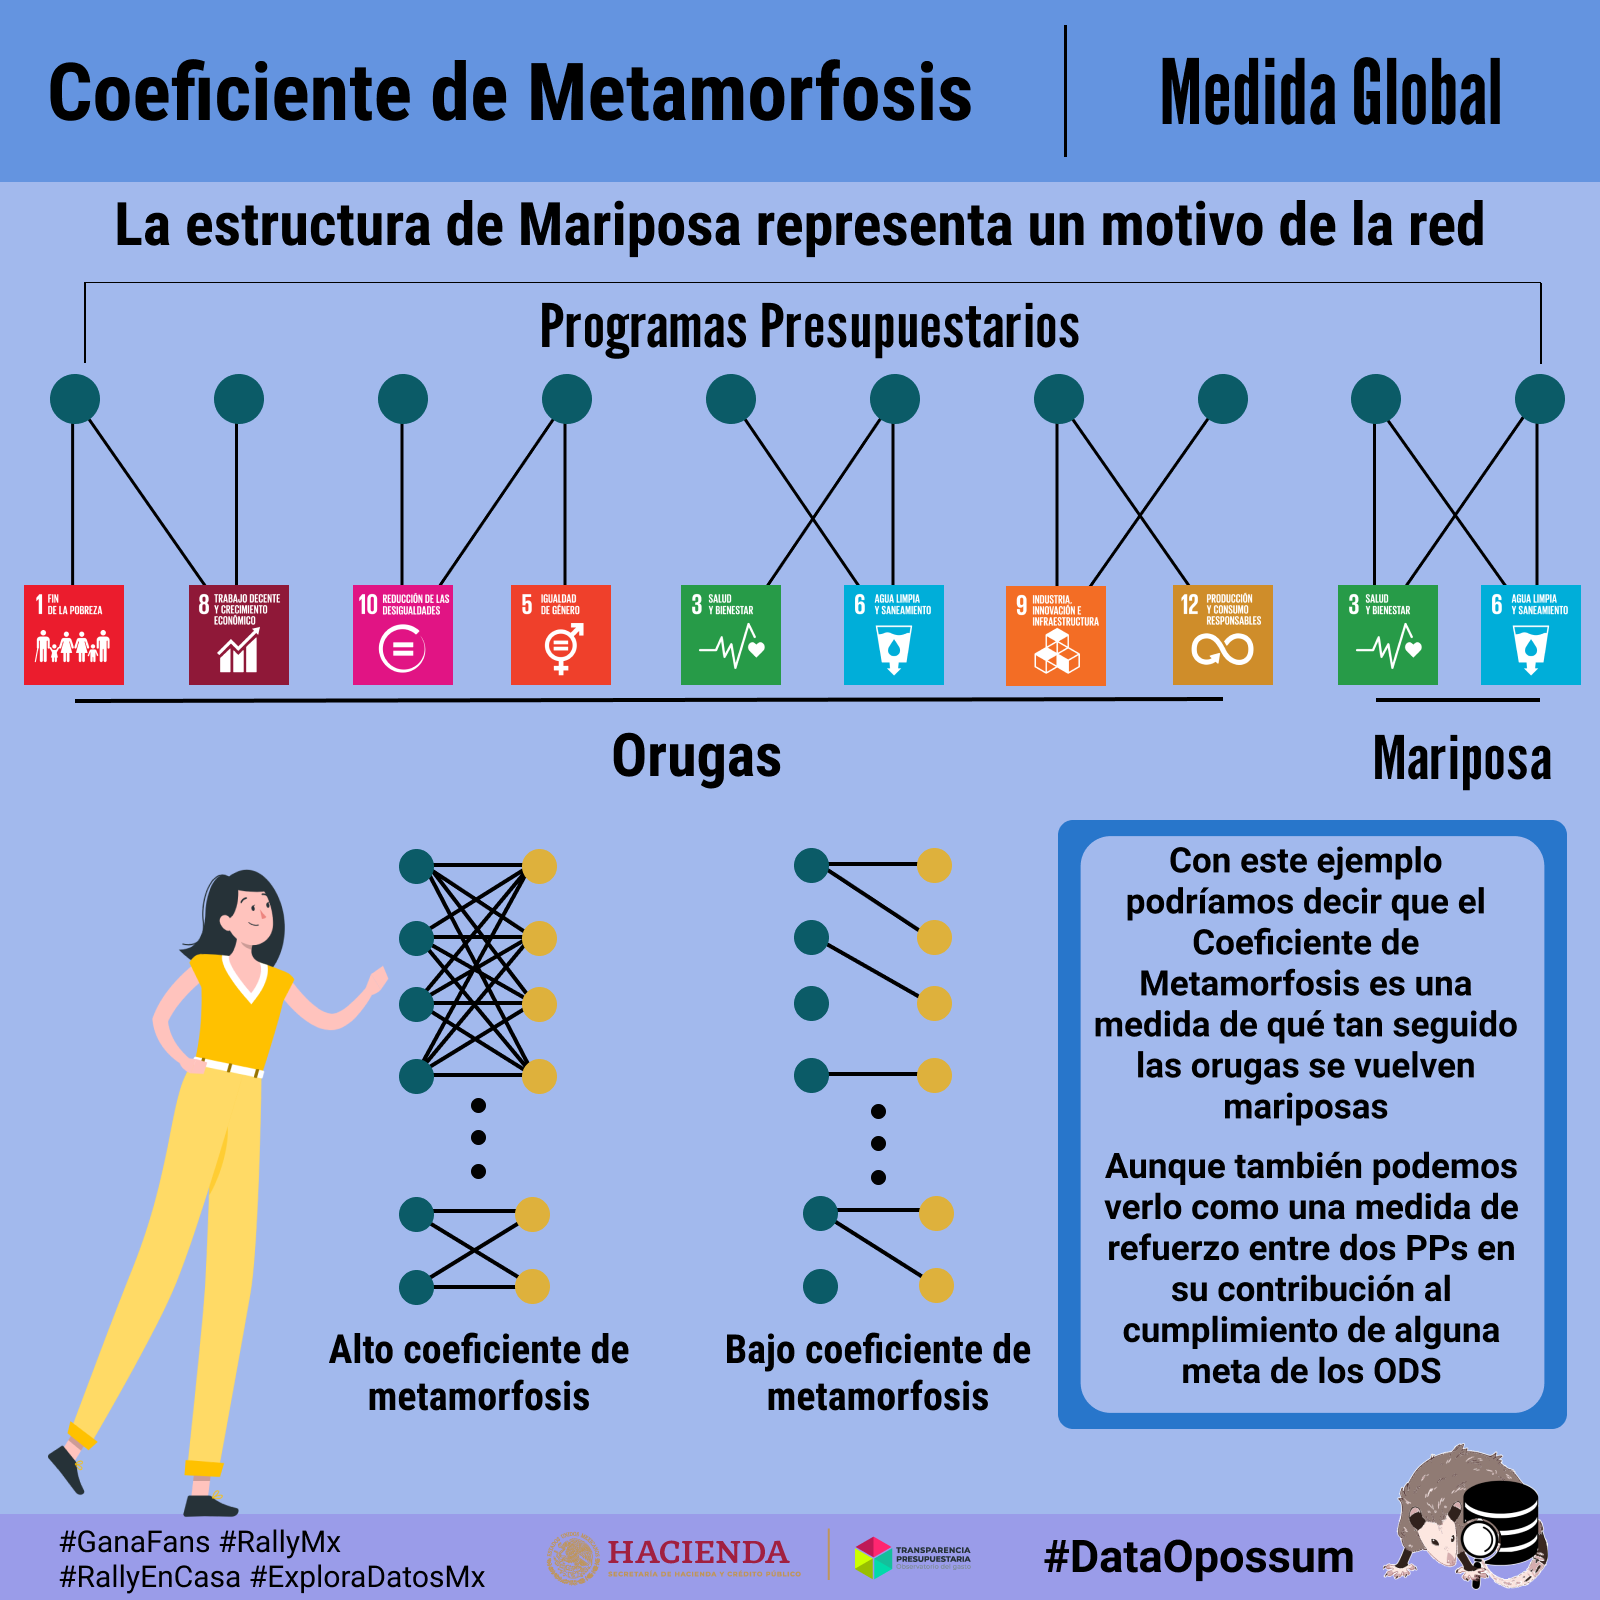 Coeficiente de Metamorfosis
Medida Global
La estructura de Mariposa representa un motivo de la red
Programas Presupuestarios
1 FIN
DE LA POBREZA
8 TRABAJO DECENTE
Y CRECIMIENTO
ECONÓMICO
10 REDUCCIÓN DE LAS
DESIGUALDADES
5 IGUALDAD
DE GÉNERO
3 SALUD
Y BIENESTAR
6 AGUA LIMPIA
Y SANEAMIENTO
9 INDUSTRIA,
INNOVACIÓN E
INFRAESTRUCTURA
12 PRODUCCIÓN
Y CONSUMO
RESPONSABLES
3 SALUD
Y BIENESTAR
6 AGUA LIMPIA
Y SANEAMIENTO
Orugas
Mariposa
Alto coeficiente de
metamorfosis
Bajo coeficiente de
metamorfosis
Con este ejemplo
podríamos decir que el
Coeficiente de
Metamorfosis es una
medida de qué tan seguido
las orugas se vuelven
mariposas
Aunque también podemos
verlo como una medida de
refuerzo entre dos PPs en
su contribución al
cumplimiento de alguna
meta de los ODS
#GanaFans #RallyMx
#RallyEnCasa #ExploraDatosMx
HACIENDA
SECRETARÍA DE HACIENDA Y CRÉDITO PÚBLICO
TRANSPARENCIA
PRESUPUESTARIA
Observatorio del gasto
#DataOpossum